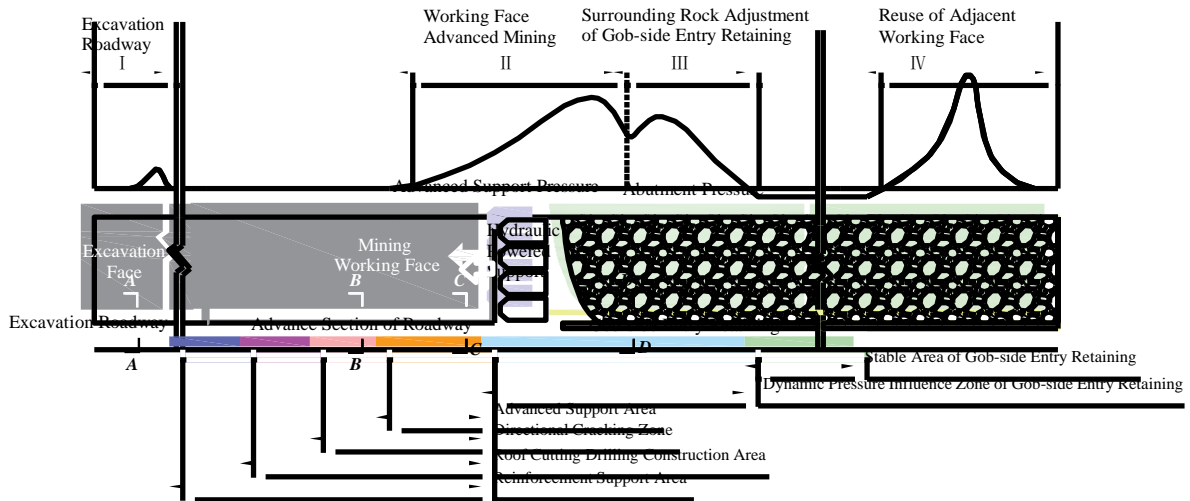 Excavation
Roadway
I
Working Face
Advanced Mining
II
Surrounding Rock Adjustment
of Gob-side Entry Retaining
III
Reuse of Adjacent
Working Face
IV
Advanced Support Pressure
Abutment Pressure
Excavation
Face
A
Mining
Working Face
B
C
Hydraulic
Powered
Support
Excavation Roadway
Advance Section of Roadway
A
B
C
D
Stable Area of Gob-side Entry Retaining
Dynamic Pressure Influence Zone of Gob-side Entry Retaining
Advanced Support Area
Directional Cracking Zone
Roof Cutting Drilling Construction Area
Reinforcement Support Area